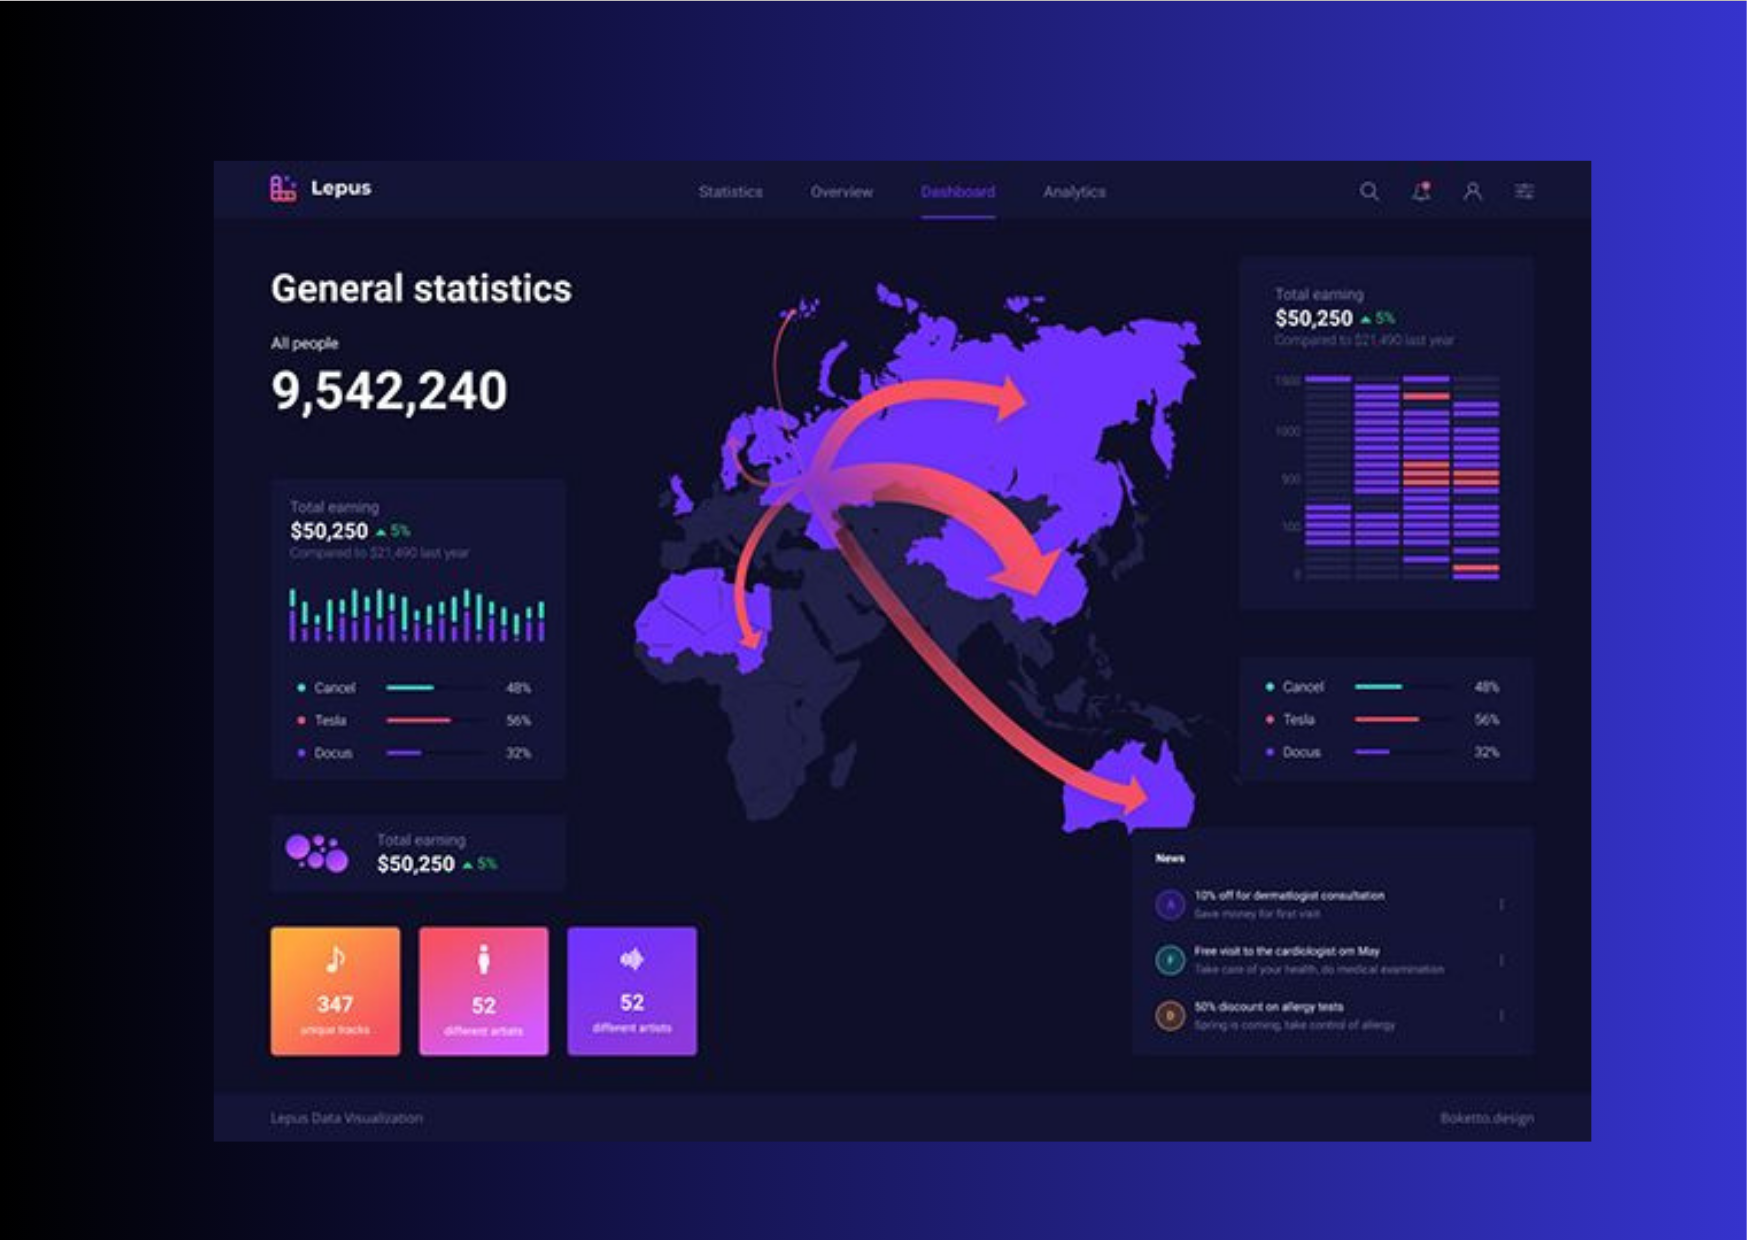 Lepus
Statistics
Overview
Dashboard
Analytics
General statistics
All people
9,542,240
Total earning
$50,250 5%
Compared to $21,490 last year
Cancel 48%
Tesla 56%
Docus 32%
Total earning
$50,250 5%
347
unique tracks
52
different artists
52
different artists
Total earning
$50,250 5%
Compared to $21,490 last year
1000
500
100
0
Cancel 48%
Tesla 56%
Docus 32%
News
A
10% off for dermatlogist consultation
Save money for first visit
F
Free visit to the cardiologist om May
Take care of your health, do medical examination
50% discount on allergy tests
Spring is coming, take control of allergy
Lepus Data Visualization
Boketto.design